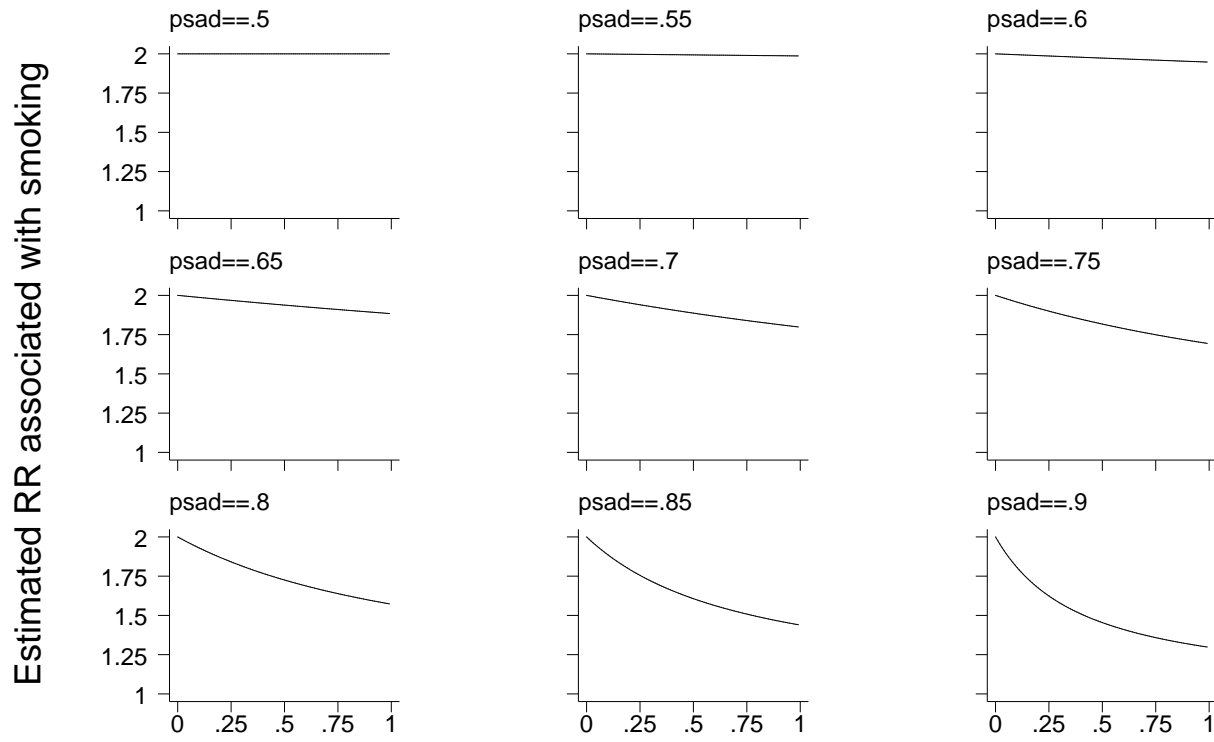 Estimated RR associated with smoking
psad==.5
psad==.55
psad==.6
2
1.75
1.5
1.25
1
psad==.65
psad==.7
psad==.75
2
1.75
1.5
1.25
1
psad==.8
psad==.85
psad==.9
2
1.75
1.5
1.25
1
0 .25 .5 .75 1
0 .25 .5 .75 1
0 .25 .5 .75 1